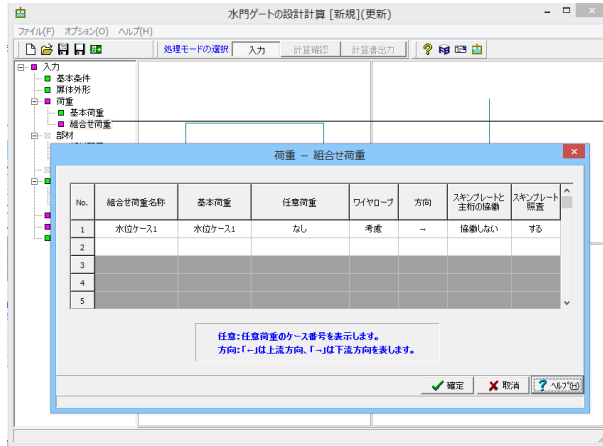 水門ゲートの設計計算 [新規](更新)
ファイル(F) オプション(O) ヘルプ(H)
処理モードの選択 入力 計算確認 計算書出力
入力
基本条件
扉体外形
荷重
基本荷重
組合せ荷重
部材
荷重 － 組合せ荷重
No. 組合せ荷重名称 基本荷重 任意荷重 ワイヤロープ 方向 スキンプレートと主桁の協働 スキンプレート照査
1 水位ケース1 水位ケース1 なし 考慮 → 協働しない する
2
3
4
5
任意:任意荷重のケース番号を表示します。
方向:「←」は上流方向、「→」は下流方向を表します。
確定 取消 ヘルプ(H)